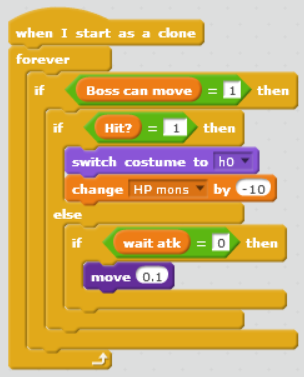 when I start as a clone
forever
if Boss can move = 1 then
if Hit? = 1 then
switch costume to h0
change HP mons by -10
else
if wait atk = 0 then
move 0.1